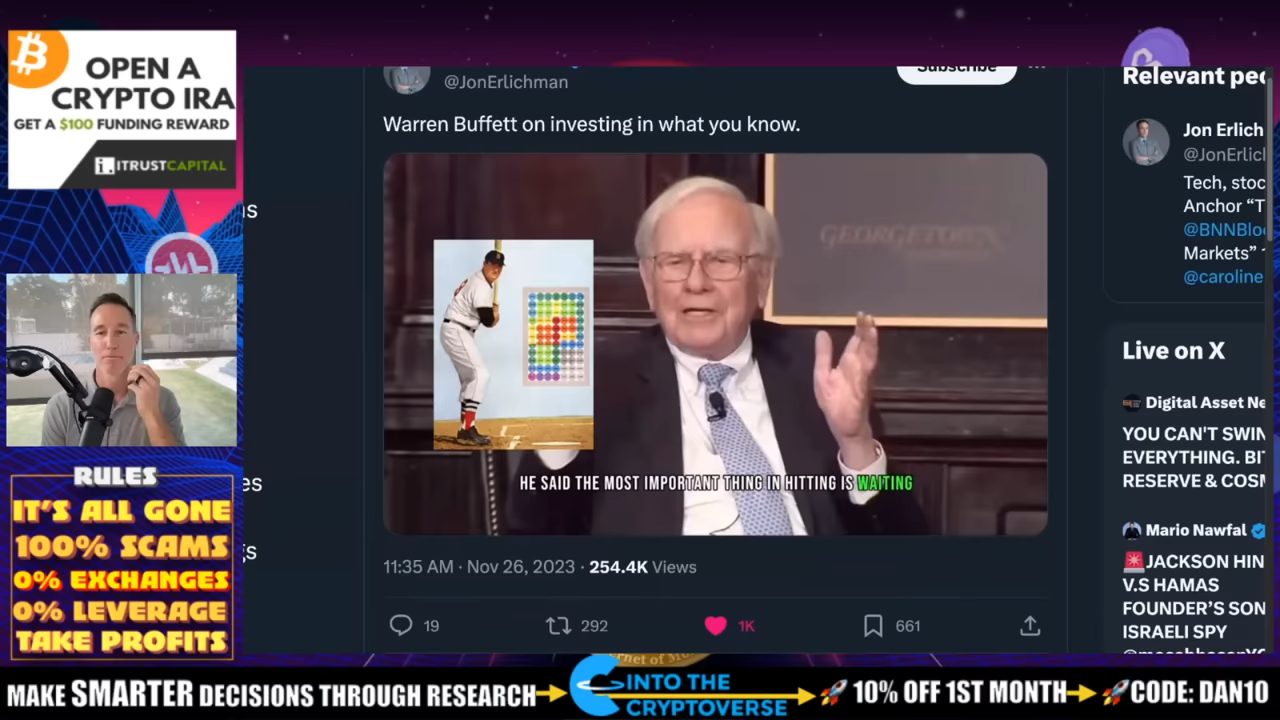 OPEN A
CRYPTO IRA
GET A $100 FUNDING REWARD
ITRUSTCAPITAL
RULES
IT'S ALL GONE
100% SCAMS
0% EXCHANGES
0% LEVERAGE
TAKE PROFITS
@JonErlichman
Subscribe
Warren Buffett on investing in what you know.
GEORGETOWN
HE SAID THE MOST IMPORTANT THING IN HITTING IS WAITING
11:35 AM · Nov 26, 2023 · 254.4K Views
19
292
1K
661
Relevant peo
Jon Erlich
@JonErlic
Tech, stoc
Anchor “T
@BNNBlo
Markets”
@caroline
Live on X
Digital Asset Ne
YOU CAN'T SWIN
EVERYTHING. BI
RESERVE & COSM
Mario Nawfal
🚨JACKSON HIN
V.S HAMAS
FOUNDER’S SON
ISRAELI SPY
MAKE SMARTER DECISIONS THROUGH RESEARCH
INTO THE
CRYPTOVERSE
10% OFF 1ST MONTH
CODE: DAN10